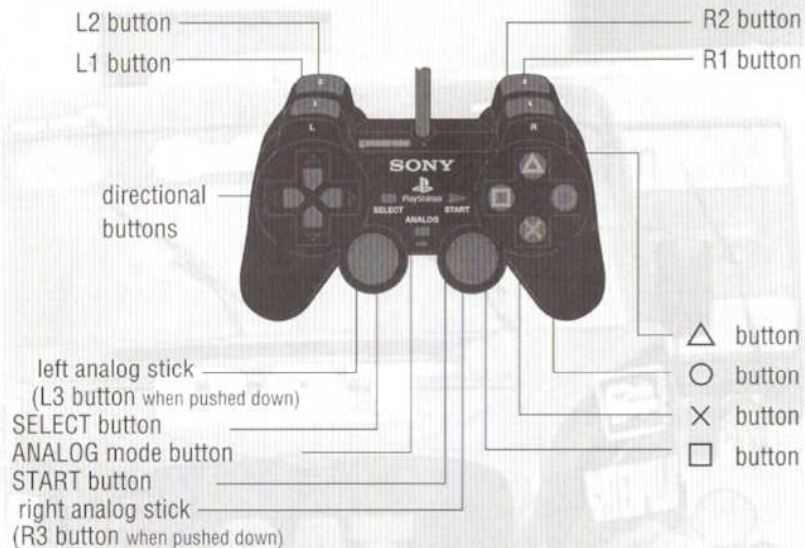 L2 button
R2 button
L1 button
R1 button
L
R
SONY
PlayStation
SELECT
START
ANALOG
directional
buttons
△ button
left analog stick
(L3 button when pushed down)
○ button
SELECT button
× button
ANALOG mode button
□ button
START button
right analog stick
(R3 button when pushed down)